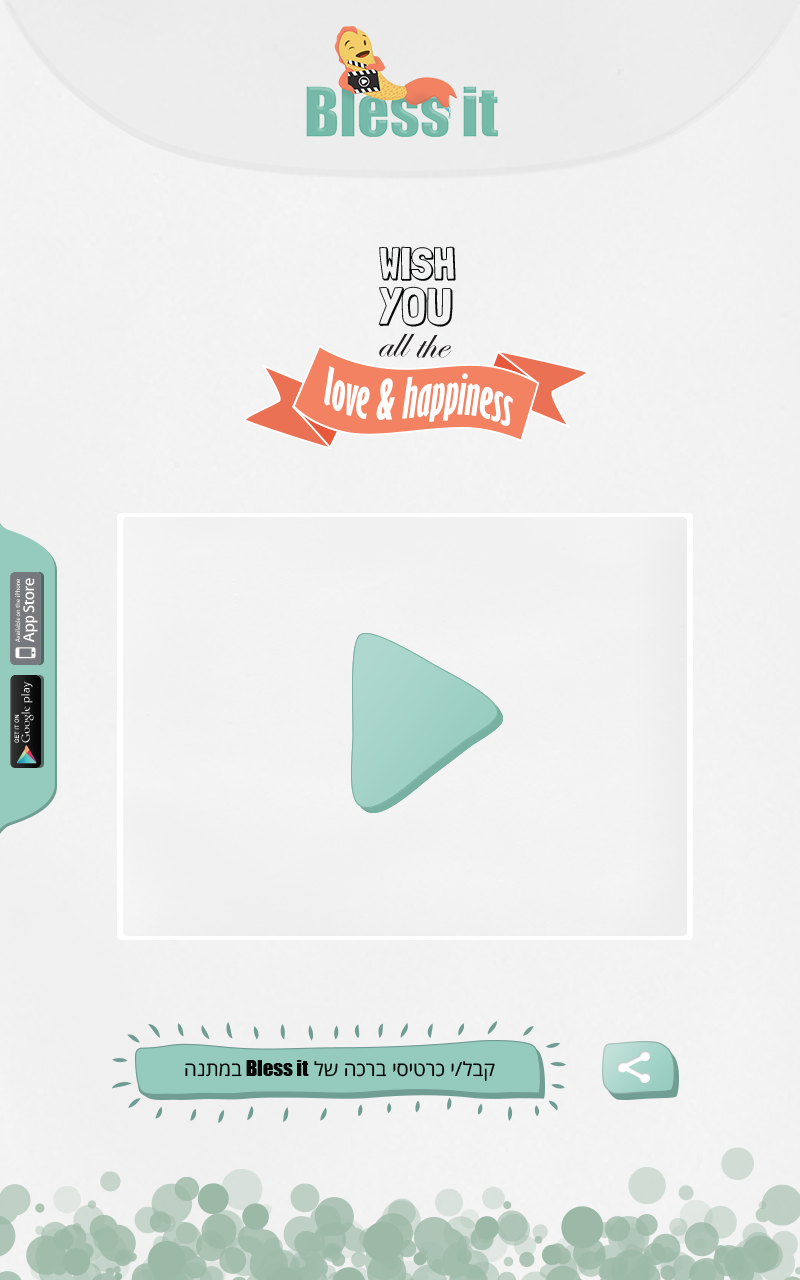 Bless it
WISH
YOU
all the
love & happiness
Available on the iPhone
App Store
GET IT ON
Google play
קבל/י כרטיסי ברכה של Bless it במתנה